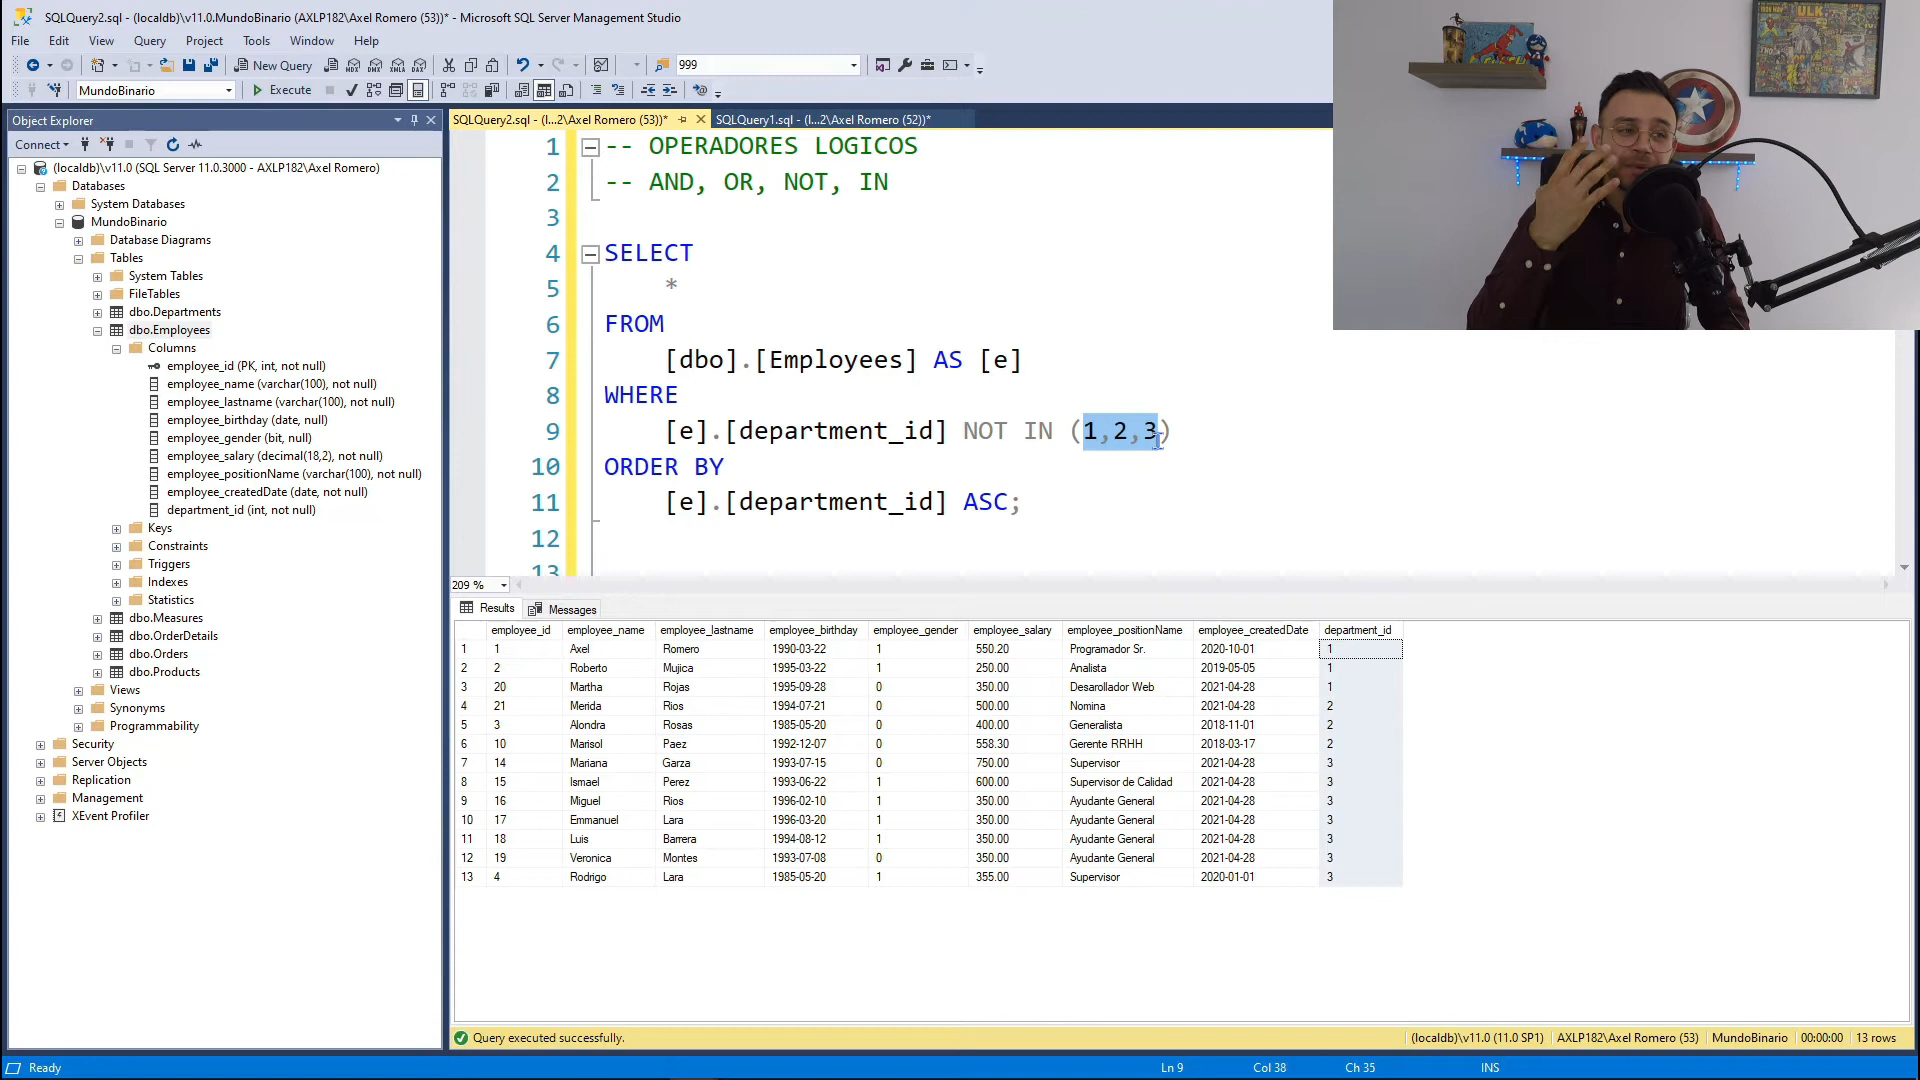 SQLQuery2.sql - (localdb)\v11.0.MundoBinario (AXLP182\Axel Romero (53))* - Microsoft SQL Server Management Studio
File Edit View Query Project Tools Window Help
New Query 999
MundoBinario Execute
Object Explorer
Connect
(localdb)\v11.0 (SQL Server 11.0.3000 - AXLP182\Axel Romero)
Databases
System Databases
MundoBinario
Database Diagrams
Tables
System Tables
FileTables
dbo.Departments
dbo.Employees
Columns
employee_id (PK, int, not null)
employee_name (varchar(100), not null)
employee_lastname (varchar(100), not null)
employee_birthday (date, null)
employee_gender (bit, null)
employee_salary (decimal(18,2), not null)
employee_positionName (varchar(100), not null)
employee_createdDate (date, not null)
department_id (int, not null)
Keys
Constraints
Triggers
Indexes
Statistics
dbo.Measures
dbo.OrderDetails
dbo.Orders
dbo.Products
Views
Synonyms
Programmability
Security
Server Objects
Replication
Management
XEvent Profiler
SQLQuery2.sql - (l...2\Axel Romero (53))* SQLQuery1.sql - (l...2\Axel Romero (52))*
1 -- OPERADORES LOGICOS
2 -- AND, OR, NOT, IN
3
4 SELECT
5 *
6 FROM
7 [dbo].[Employees] AS [e]
8 WHERE
9 [e].[department_id] NOT IN (1,2,3)
10 ORDER BY
11 [e].[department_id] ASC;
12
13
209 %
Results Messages
employee_id employee_name employee_lastname employee_birthday employee_gender employee_salary employee_positionName employee_createdDate department_id
1 1 Axel Romero 1990-03-22 1 550.20 Programador Sr. 2020-10-01 1
2 2 Roberto Mujica 1995-03-22 1 250.00 Analista 2019-05-05 1
3 20 Martha Rojas 1995-09-28 0 350.00 Desarollador Web 2021-04-28 1
4 21 Merida Rios 1994-07-21 0 500.00 Nomina 2021-04-28 2
5 3 Alondra Rosas 1985-05-20 0 400.00 Generalista 2018-11-01 2
6 10 Marisol Paez 1992-12-07 0 558.30 Gerente RRHH 2018-03-17 2
7 14 Mariana Garza 1993-07-15 0 750.00 Supervisor 2021-04-28 3
8 15 Ismael Perez 1993-06-22 1 600.00 Supervisor de Calidad 2021-04-28 3
9 16 Miguel Rios 1996-02-10 1 350.00 Ayudante General 2021-04-28 3
10 17 Emmanuel Lara 1996-03-20 1 350.00 Ayudante General 2021-04-28 3
11 18 Luis Barrera 1994-08-12 1 350.00 Ayudante General 2021-04-28 3
12 19 Veronica Montes 1993-07-08 0 350.00 Ayudante General 2021-04-28 3
13 4 Rodrigo Lara 1985-05-20 1 355.00 Supervisor 2020-01-01 3
Query executed successfully. (localdb)\v11.0 (11.0 SP1) AXLP182\Axel Romero (53) MundoBinario 00:00:00 13 rows
Ready Ln 9 Col 38 Ch 35 INS